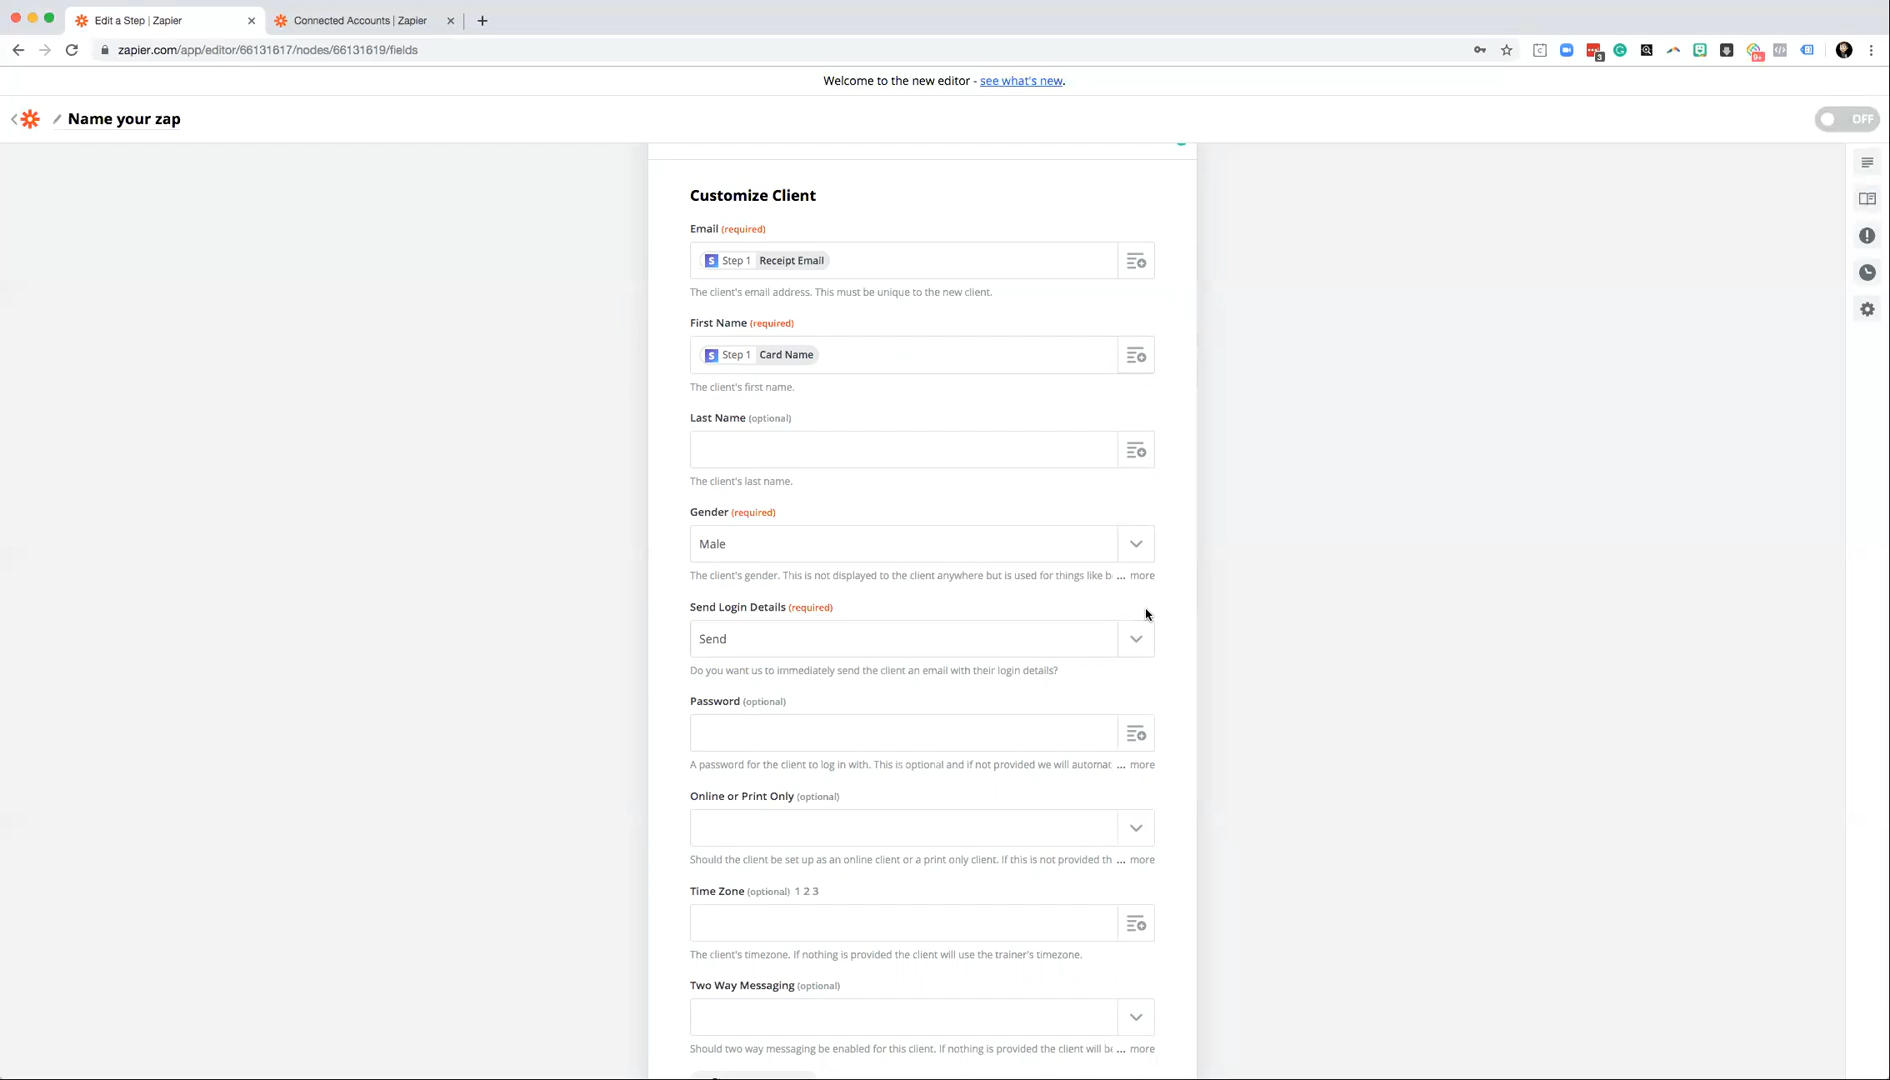 Edit a Step | Zapier
Connected Accounts | Zapier
zapier.com/app/editor/66131617/nodes/66131619/fields
3
9+
Welcome to the new editor - see what's new.
Name your zap
OFF
Customize Client
Email (required)
S Step 1 Receipt Email
The client's email address. This must be unique to the new client.
First Name (required)
S Step 1 Card Name
The client's first name.
Last Name (optional)
The client's last name.
Gender (required)
Male
The client's gender. This is not displayed to the client anywhere but is used for things like b ... more
Send Login Details (required)
Send
Do you want us to immediately send the client an email with their login details?
Password (optional)
A password for the client to log in with. This is optional and if not provided we will automat ... more
Online or Print Only (optional)
Should the client be set up as an online client or a print only client. If this is not provided th ... more
Time Zone (optional) 1 2 3
The client's timezone. If nothing is provided the client will use the trainer's timezone.
Two Way Messaging (optional)
Should two way messaging be enabled for this client. If nothing is provided the client will be ... more